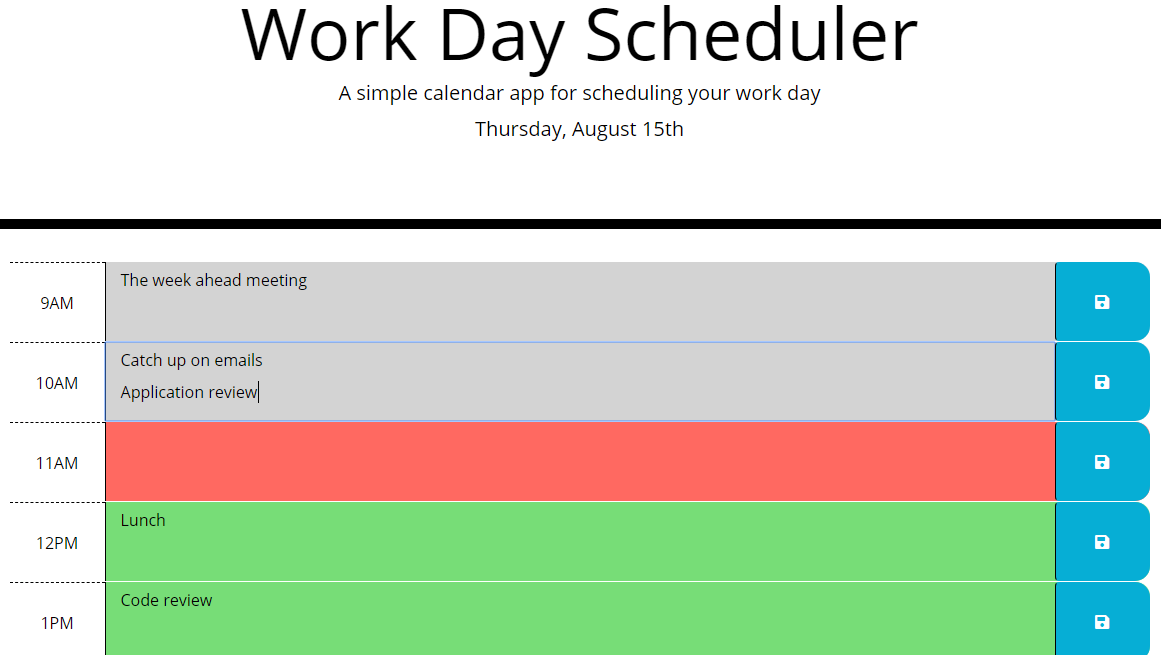 Work Day Scheduler
A simple calendar app for scheduling your work day
Thursday, August 15th
9AM
The week ahead meeting
10AM
Catch up on emails
Application review
11AM
12PM
Lunch
1PM
Code review